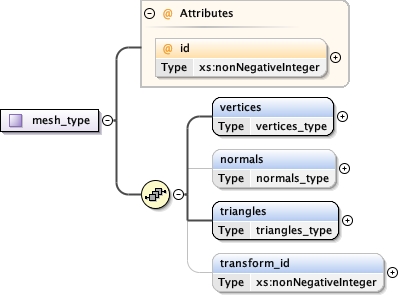 Attributes
id
Type xs:nonNegativeInteger
mesh_type
vertices
Type vertices_type
normals
Type normals_type
triangles
Type triangles_type
transform_id
Type xs:nonNegativeInteger